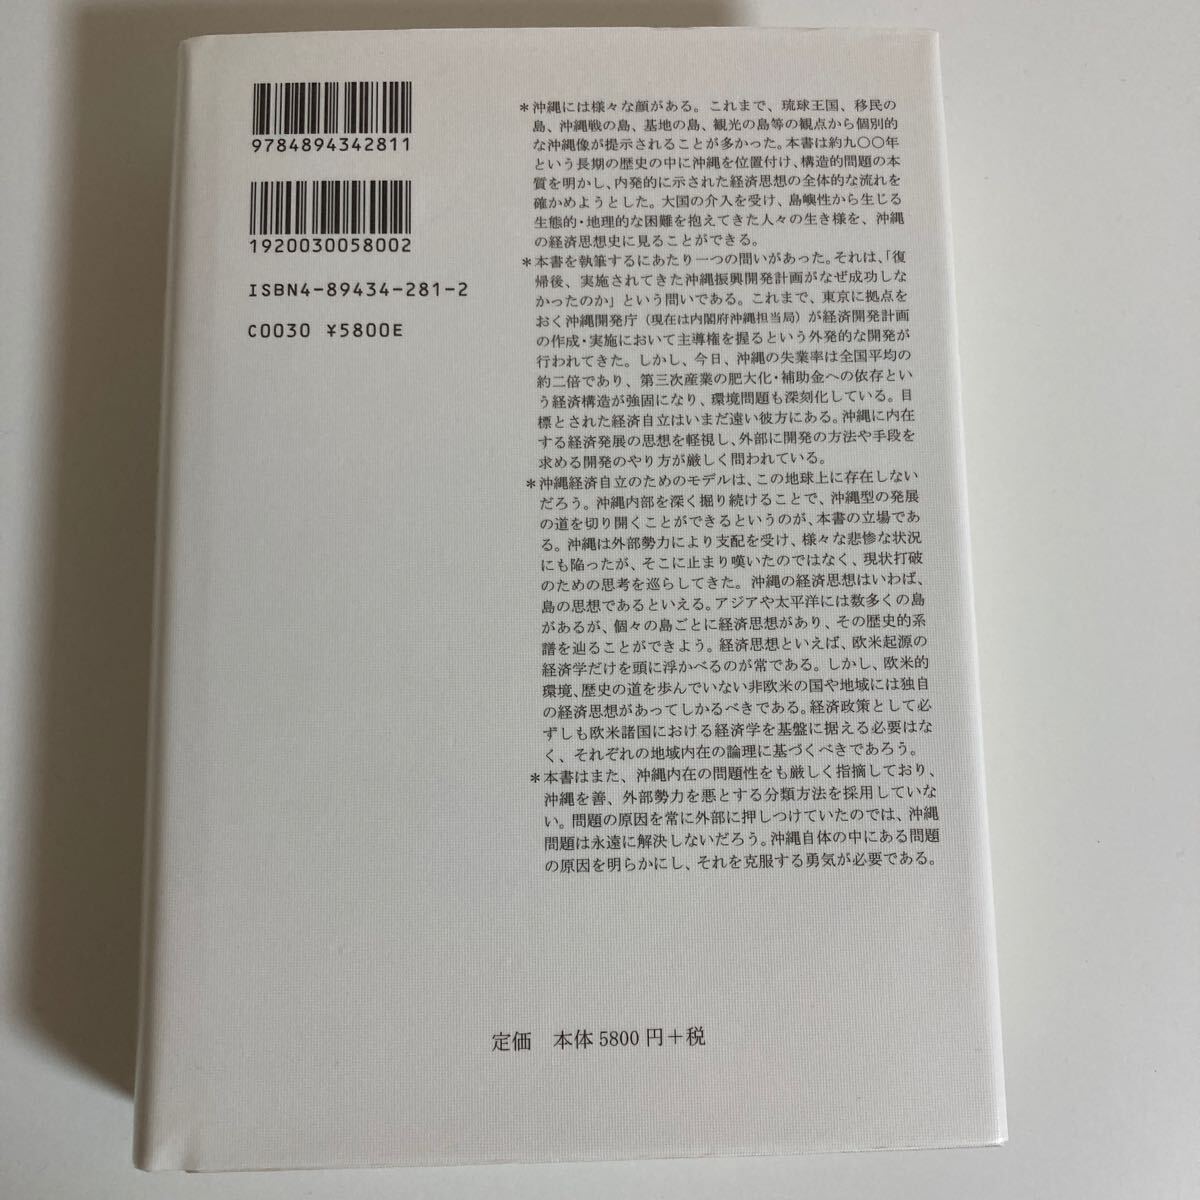 9784894342811
1920030058002
ISBN4-89434-281-2
C0030 ¥5800E
＊沖縄には様々な顔がある。これまで、琉球王国、移民の
島、沖縄戦の島、基地の島、観光の島等の観点から個別的
な沖縄像が提示されることが多かった。本書は約九〇〇年
という長期の歴史の中に沖縄を位置付け、構造的問題の本
質を明かし、内発的に示された経済思想の全体的な流れを
確かめようとした。大国の介入を受け、島嶼性から生じる
生態的・地理的な困難を抱えてきた人々の生き様を、沖縄
の経済思想史に見ることができる。
＊本書を執筆するにあたり一つの問いがあった。それは、「復
帰後、実施されてきた沖縄振興開発計画がなぜ成功しな
かったのか」という問いである。これまで、東京に拠点を
おく沖縄開発庁（現在は内閣府沖縄担当局）が経済開発計画
の作成・実施において主導権を握るという外発的な開発が
行われてきた。しかし、今日、沖縄の失業率は全国平均の
約二倍であり、第三次産業の肥大化・補助金への依存とい
う経済構造が強固になり、環境問題も深刻化している。目
標とされた経済自立はいまだ遠い彼方にある。沖縄に内在
する経済発展の思想を軽視し、外部に開発の方法や手段を
求める開発のやり方が厳しく問われている。
＊沖縄経済自立のためのモデルは、この地球上に存在しない
だろう。沖縄内部を深く掘り続けることで、沖縄型の発展
の道を切り開くことができるというのが、本書の立場であ
る。沖縄は外部勢力により支配を受け、様々な悲惨な状況
にも陥ったが、そこに止まり嘆いたのではなく、現状打破
のための思考を巡らしてきた。沖縄の経済思想はいわば、
島の思想であるといえる。アジアや太平洋には数多くの島
があるが、個々の島ごとに経済思想があり、その歴史的系
譜を辿ることができよう。経済思想といえば、欧米起源の
経済学だけを頭に浮かべるのが常である。しかし、欧米的
環境、歴史の道を歩んでいない非欧米の国や地域には独自
の経済思想があってしかるべきである。経済政策として必
ずしも欧米諸国における経済学を基盤に据える必要はな
く、それぞれの地域内在の論理に基づくべきであろう。
＊本書はまた、沖縄内在の問題性をも厳しく指摘しており、
沖縄を善、外部勢力を悪とする分類方法を採用していな
い。問題の原因を常に外部に押しつけていたのでは、沖縄
問題は永遠に解決しないだろう。沖縄自体の中にある問題
の原因を明らかにし、それを克服する勇気が必要である。
定価　本体5800円＋税